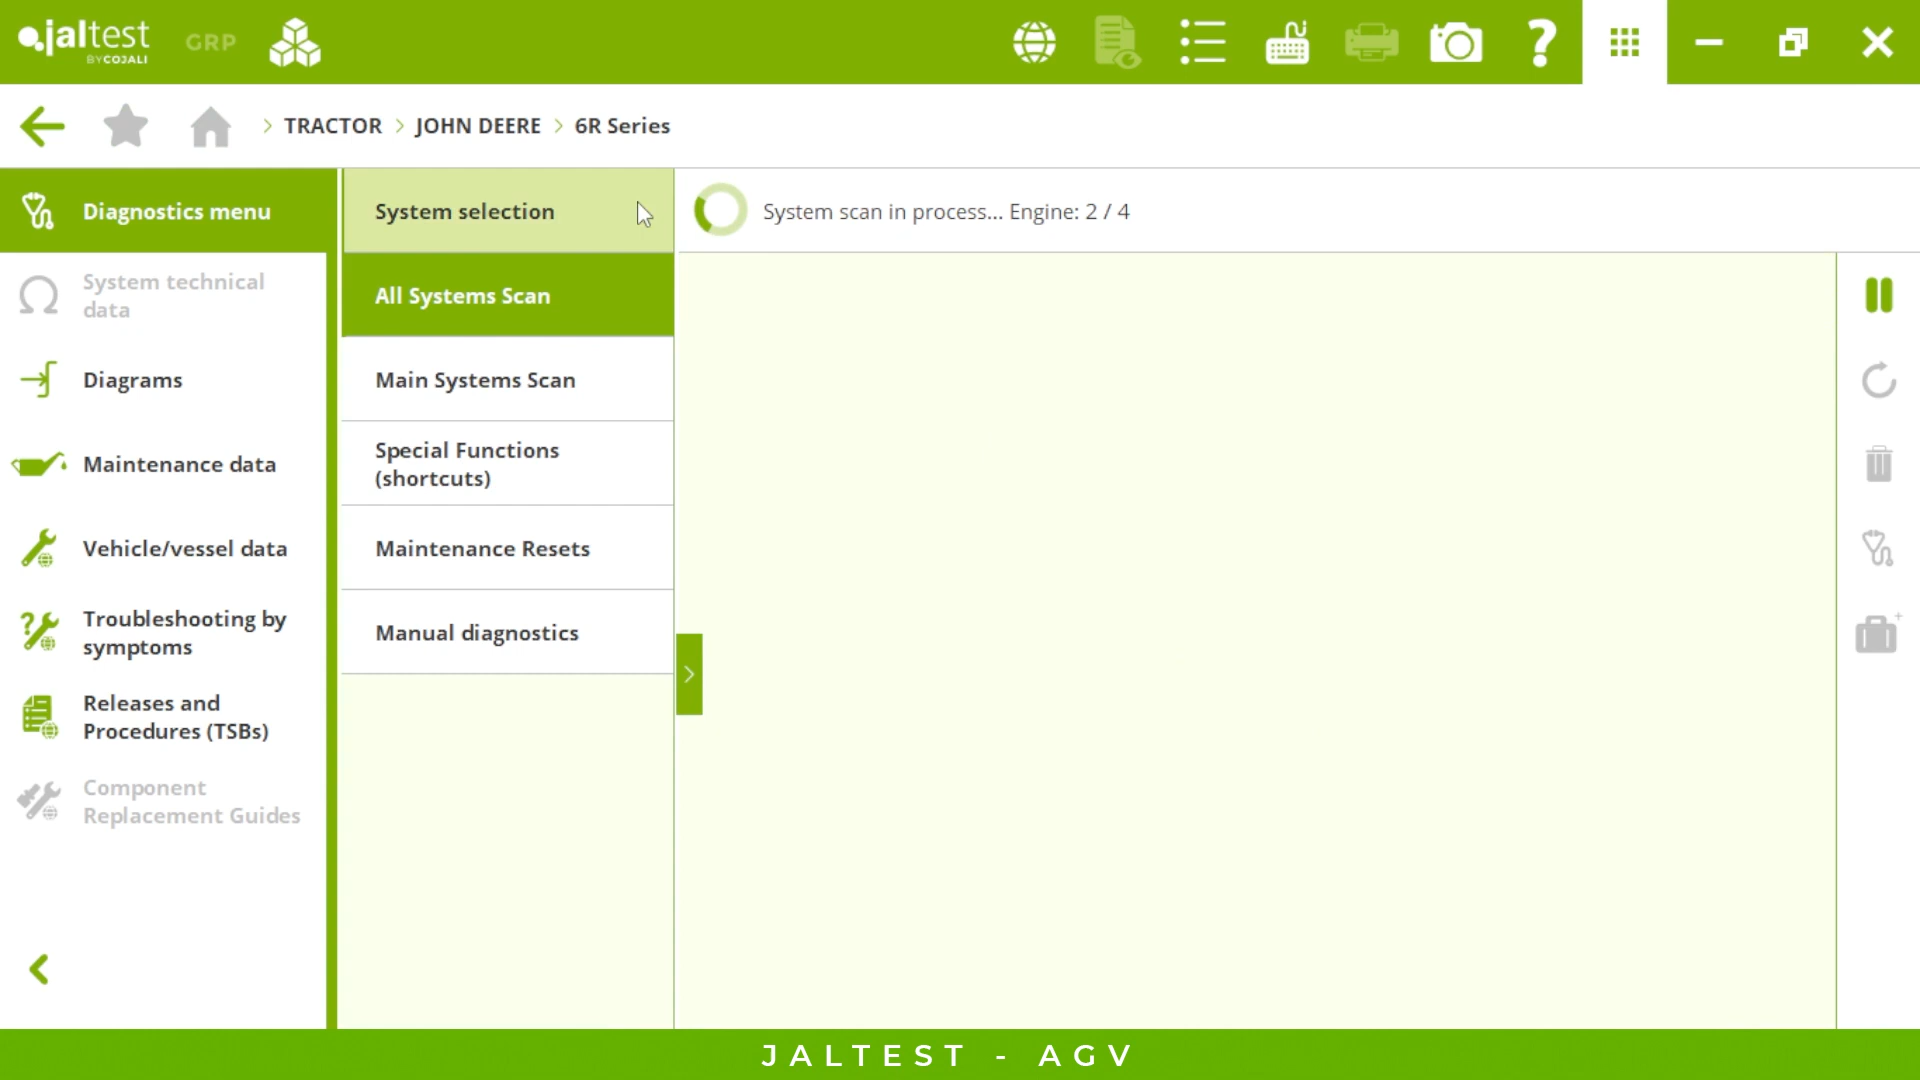 jaltest
BY COJALI
GRP
TRACTOR > JOHN DEERE > 6R Series
Diagnostics menu
System technical
data
Diagrams
Maintenance data
Vehicle/vessel data
Troubleshooting by
symptoms
Releases and
Procedures (TSBs)
Component
Replacement Guides
System selection
All Systems Scan
Main Systems Scan
Special Functions
(shortcuts)
Maintenance Resets
Manual diagnostics
System scan in process... Engine: 2 / 4
JALTEST - AGV